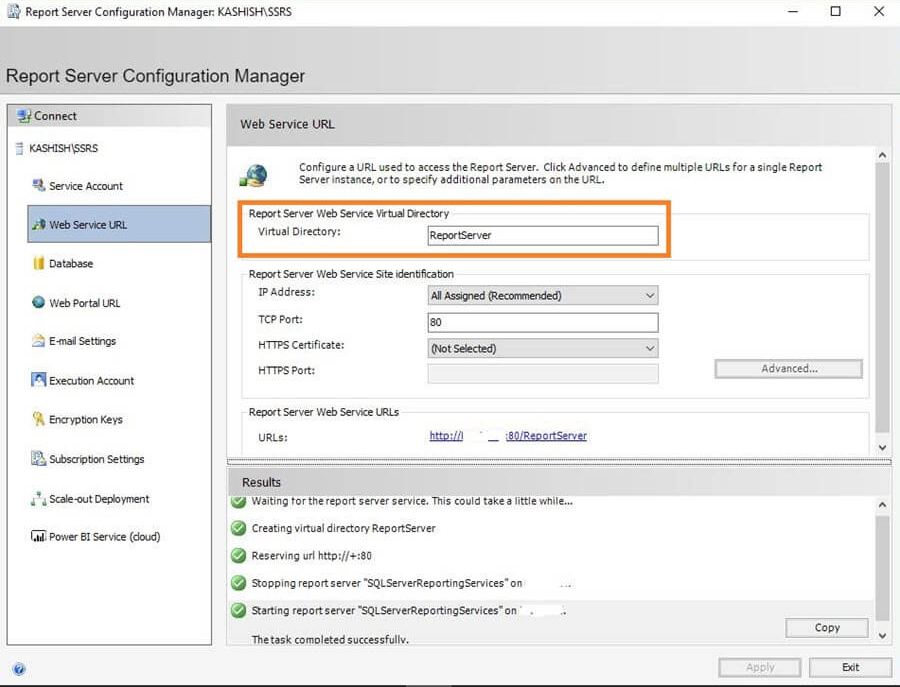 Report Server Configuration Manager: KASHISH\SSRS
Report Server Configuration Manager
Connect
KASHISH\SSRS
Service Account
Web Service URL
Database
Web Portal URL
E-mail Settings
Execution Account
Encryption Keys
Subscription Settings
Scale-out Deployment
Power BI Service (cloud)
Web Service URL
Configure a URL used to access the Report Server. Click Advanced to define multiple URLs for a single Report
Server instance, or to specify additional parameters on the URL.
Report Server Web Service Virtual Directory
Virtual Directory: ReportServer
Report Server Web Service Site identification
IP Address: All Assigned (Recommended)
TCP Port: 80
HTTPS Certificate: (Not Selected)
HTTPS Port:
Advanced...
Report Server Web Service URLs
URLs: http:// :80/ReportServer
Results
Waiting for the report server service. This could take a little while...
Creating virtual directory ReportServer
Reserving url http://+:80
Stopping report server "SQLServerReportingServices" on ...
Starting report server "SQLServerReportingServices" on .
The task completed successfully.
Copy
Apply
Exit